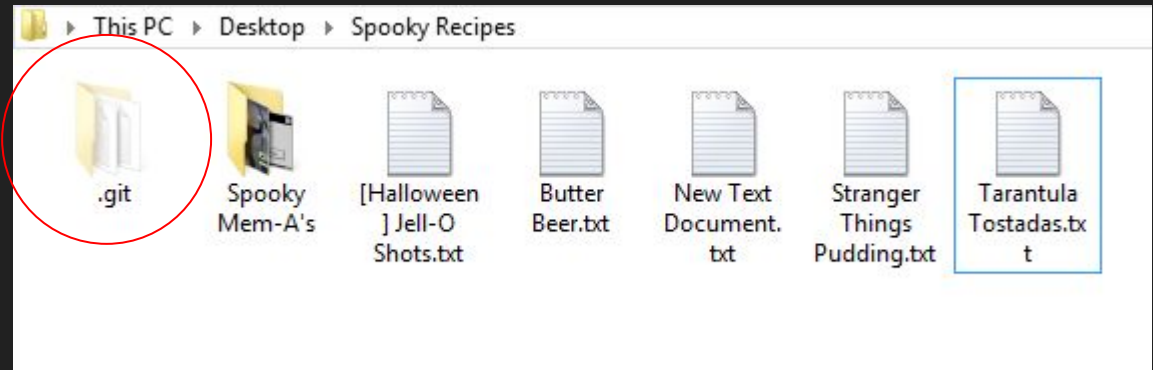 This PC Desktop Spooky Recipes
.git
Spooky
Mem-A's
[Halloween
] Jell-O
Shots.txt
Butter
Beer.txt
New Text
Document.
txt
Stranger
Things
Pudding.txt
Tarantula
Tostadas.tx
t